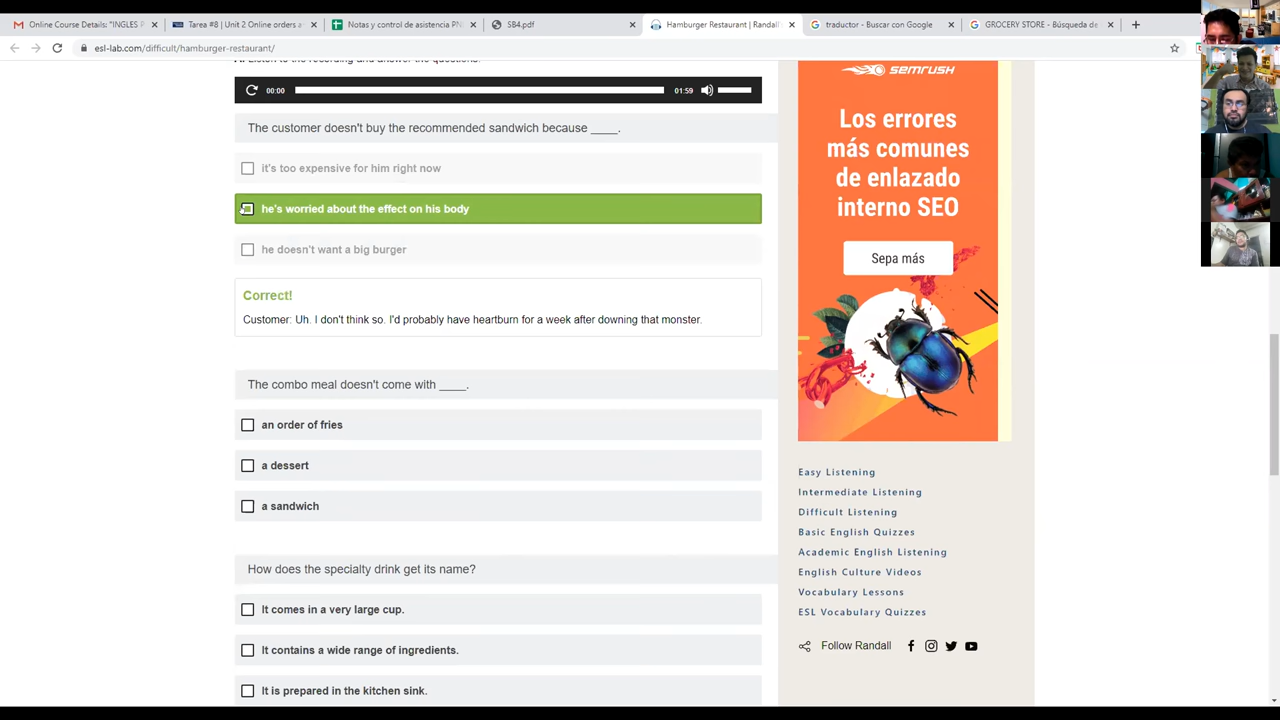 Online Course Details: "INGLES P
Tarea #8 | Unit 2 Online orders a
Notas y control de asistencia PN
SB4.pdf
Hamburger Restaurant | Randall
traductor - Buscar con Google
GROCERY STORE - Búsqueda de
esl-lab.com/difficult/hamburger-restaurant/
00:00
01:59
The customer doesn't buy the recommended sandwich because ____.
it's too expensive for him right now
he's worried about the effect on his body
he doesn't want a big burger
Correct!
Customer: Uh. I don't think so. I'd probably have heartburn for a week after downing that monster.
The combo meal doesn't come with ____.
an order of fries
a dessert
a sandwich
How does the specialty drink get its name?
It comes in a very large cup.
It contains a wide range of ingredients.
It is prepared in the kitchen sink.
SEMRUSH
Los errores
más comunes
de enlazado
interno SEO
Sepa más
Easy Listening
Intermediate Listening
Difficult Listening
Basic English Quizzes
Academic English Listening
English Culture Videos
Vocabulary Lessons
ESL Vocabulary Quizzes
Follow Randall